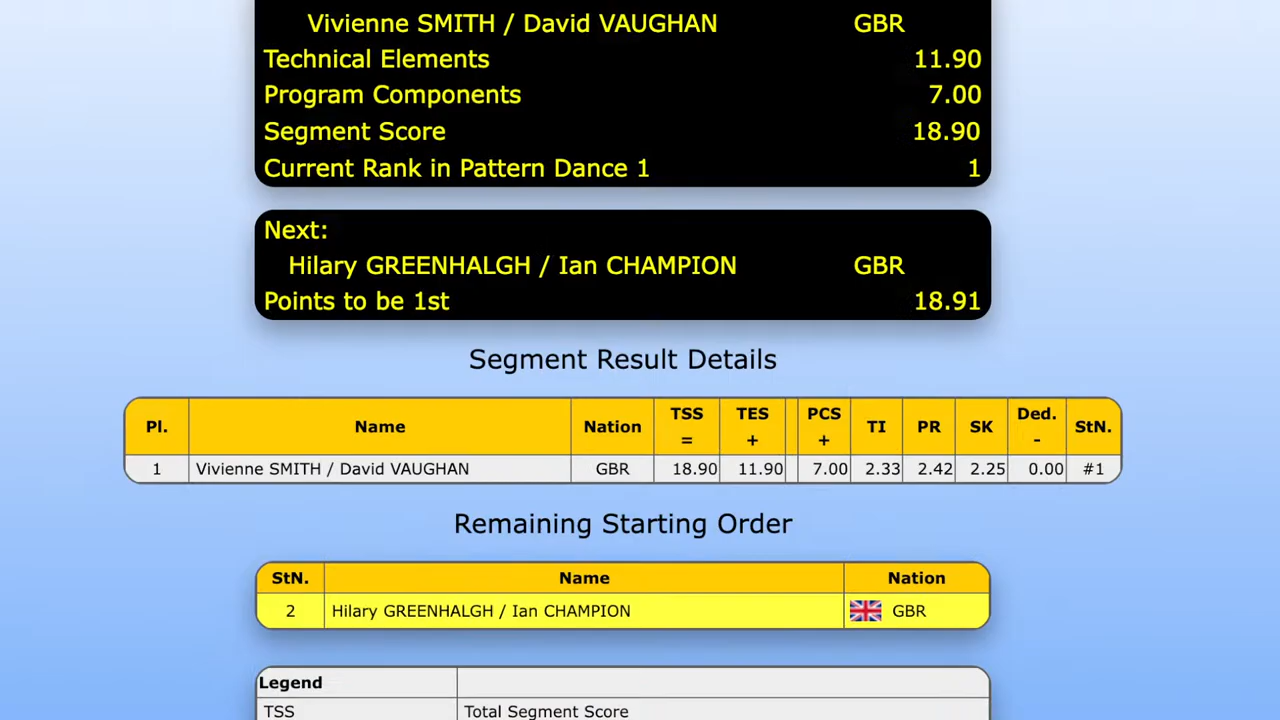 Vivienne SMITH / David VAUGHAN GBR
Technical Elements 11.90
Program Components 7.00
Segment Score 18.90
Current Rank in Pattern Dance 1 1
Next:
Hilary GREENHALGH / Ian CHAMPION GBR
Points to be 1st 18.91
Segment Result Details
Pl. Name Nation TSS = TES + PCS + TI PR SK Ded. - StN.
1 Vivienne SMITH / David VAUGHAN GBR 18.90 11.90 7.00 2.33 2.42 2.25 0.00 #1
Remaining Starting Order
StN. Name Nation
2 Hilary GREENHALGH / Ian CHAMPION GBR
Legend
TSS Total Segment Score